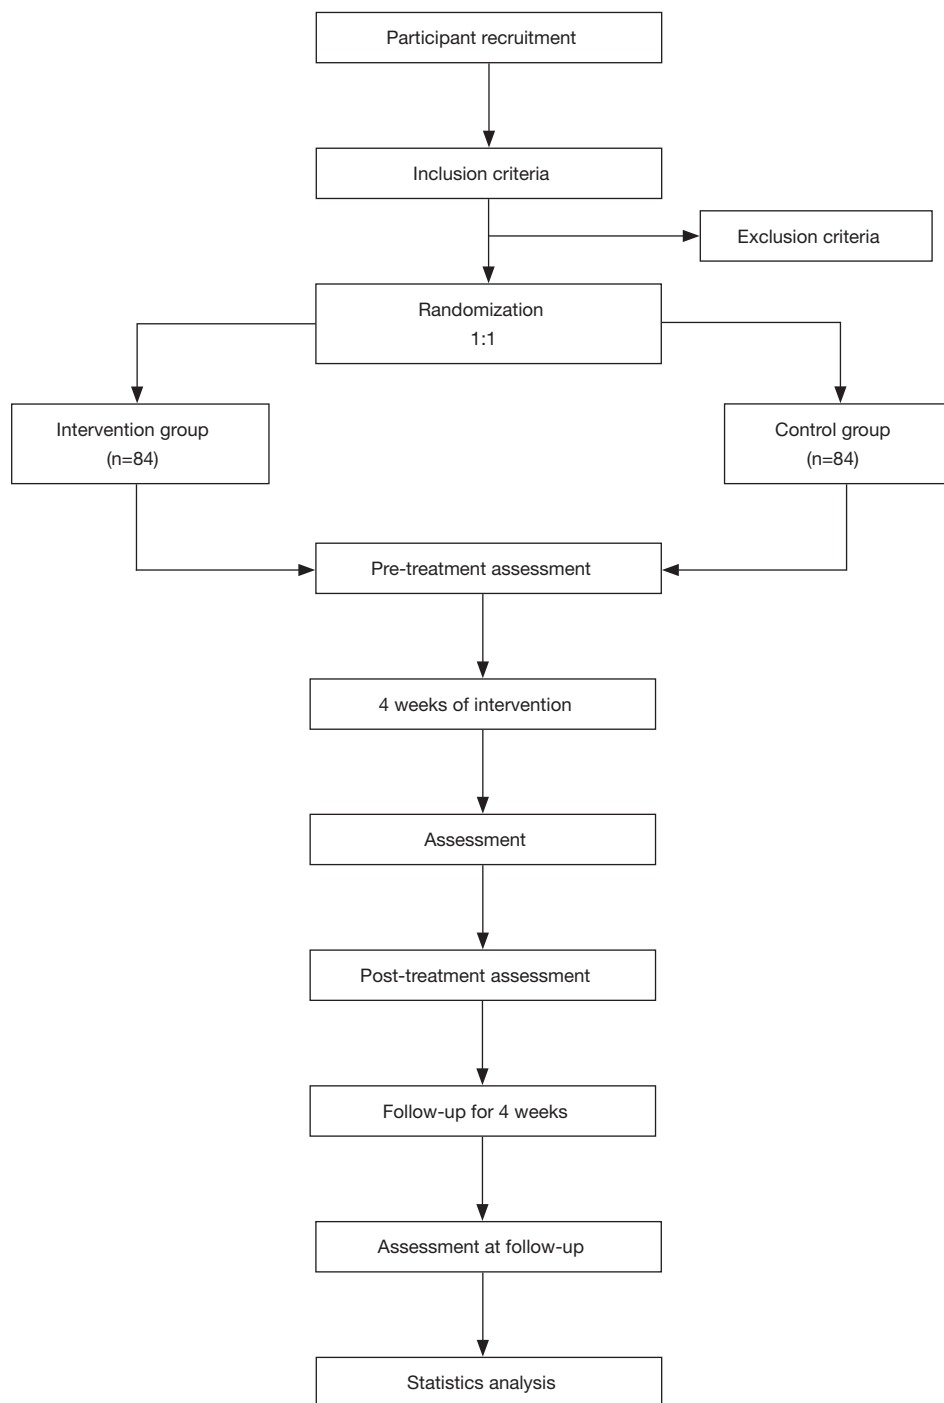 Participant recruitment
Inclusion criteria
Exclusion criteria
Randomization
1:1
Intervention group
(n=84)
Control group
(n=84)
Pre-treatment assessment
4 weeks of intervention
Assessment
Post-treatment assessment
Follow-up for 4 weeks
Assessment at follow-up
Statistics analysis